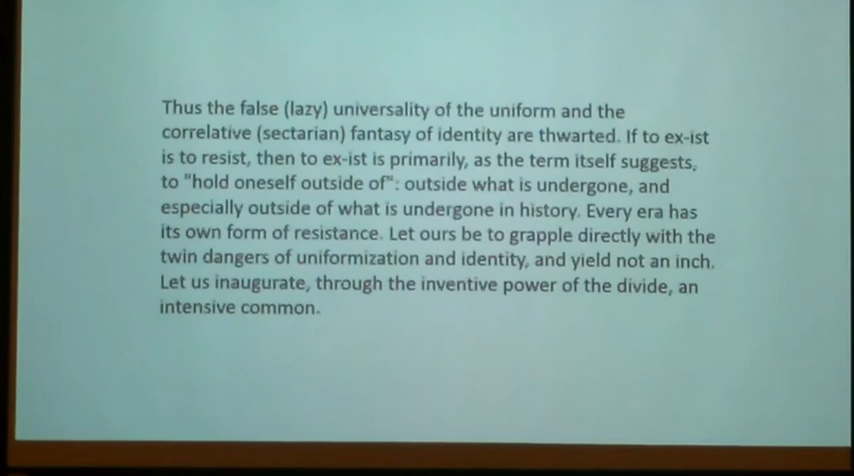 Thus the false (lazy) universality of the uniform and the
correlative (sectarian) fantasy of identity are thwarted. If to ex-ist
is to resist, then to ex-ist is primarily, as the term itself suggests,
to "hold oneself outside of": outside what is undergone, and
especially outside of what is undergone in history. Every era has
its own form of resistance. Let ours be to grapple directly with the
twin dangers of uniformization and identity, and yield not an inch.
Let us inaugurate, through the inventive power of the divide, an
intensive common.